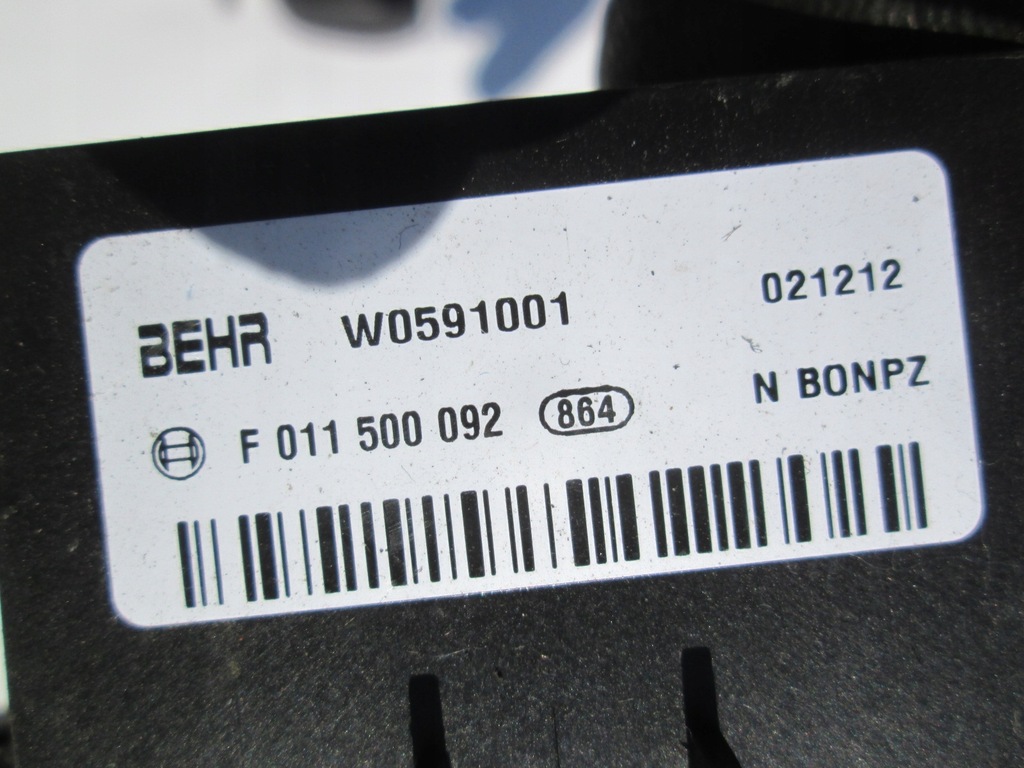 BEHR W0591001 021212
F 011 500 092 864 N BONPZ